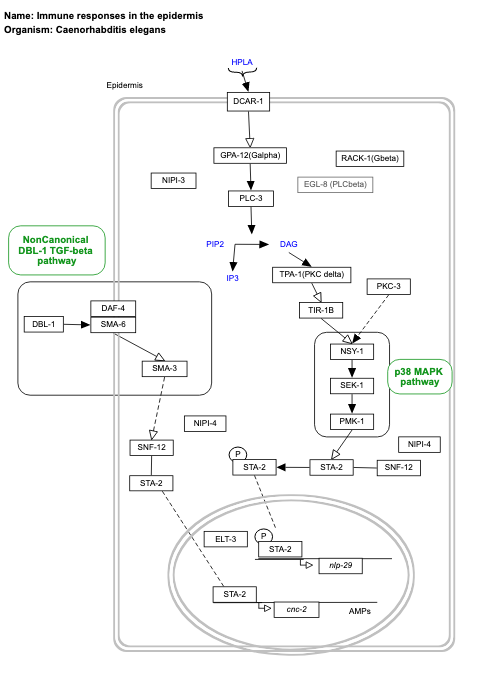 Name: Immune responses in the epidermis
Organism: Caenorhabditis elegans
HPLA
Epidermis
DCAR-1
GPA-12(Galpha)
RACK-1(Gbeta)
NIPI-3
EGL-8 (PLCbeta)
PLC-3
NonCanonical
DBL-1 TGF-beta
pathway
PIP2
DAG
IP3
TPA-1(PKC delta)
PKC-3
DAF-4
TIR-1B
DBL-1
SMA-6
NSY-1
SMA-3
SEK-1
p38 MAPK
pathway
PMK-1
NIPI-4
NIPI-4
SNF-12
P
STA-2
STA-2
SNF-12
STA-2
P
ELT-3
STA-2
nlp-29
STA-2
cnc-2
AMPs